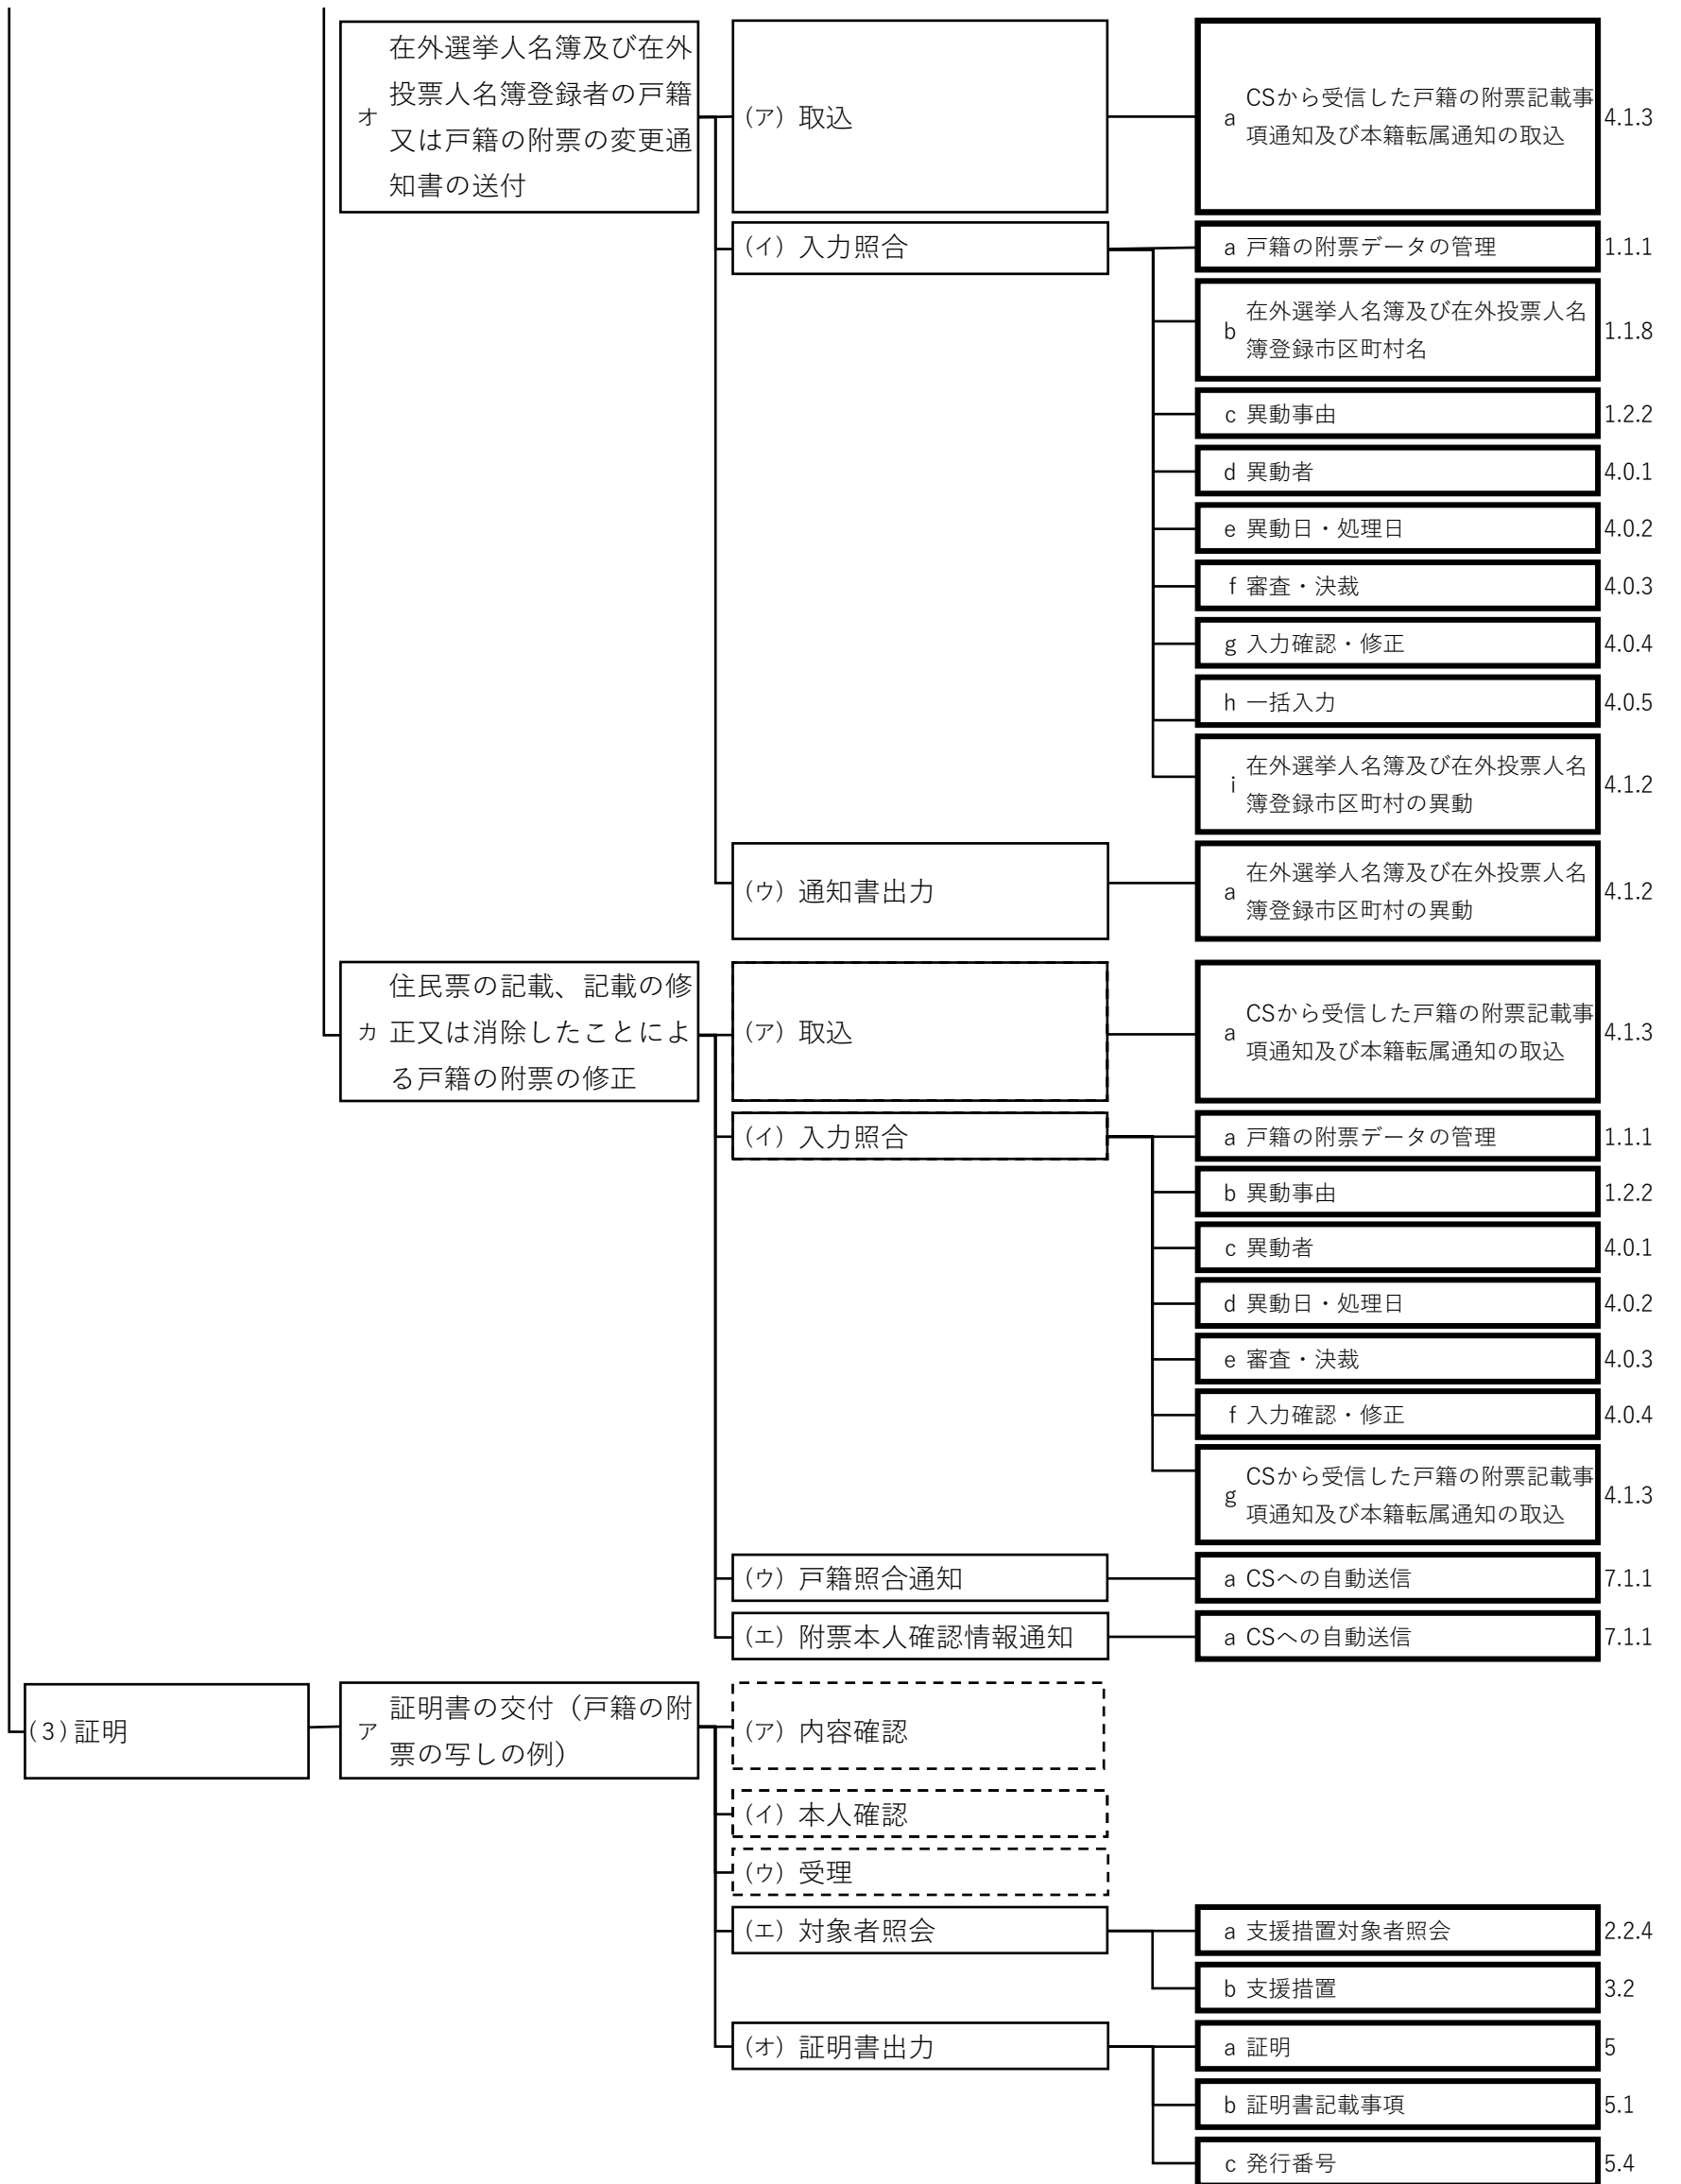 オ
在外選挙人名簿及び在外
投票人名簿登録者の戸籍
又は戸籍の附票の変更通
知書の送付
(ア) 取込
a
CSから受信した戸籍の附票記載事
項通知及び本籍転属通知の取込
4.1.3
(イ) 入力照合
a 戸籍の附票データの管理
1.1.1
b
在外選挙人名簿及び在外投票人名
簿登録市区町村名
1.1.8
c 異動事由
1.2.2
d 異動者
4.0.1
e 異動日・処理日
4.0.2
f 審査・決裁
4.0.3
g 入力確認・修正
4.0.4
h 一括入力
4.0.5
i
在外選挙人名簿及び在外投票人名
簿登録市区町村の異動
4.1.2
(ウ) 通知書出力
a
在外選挙人名簿及び在外投票人名
簿登録市区町村の異動
4.1.2
カ
住民票の記載、記載の修
正又は消除したことによ
る戸籍の附票の修正
(ア) 取込
a
CSから受信した戸籍の附票記載事
項通知及び本籍転属通知の取込
4.1.3
(イ) 入力照合
a 戸籍の附票データの管理
1.1.1
b 異動事由
1.2.2
c 異動者
4.0.1
d 異動日・処理日
4.0.2
e 審査・決裁
4.0.3
f 入力確認・修正
4.0.4
g
CSから受信した戸籍の附票記載事
項通知及び本籍転属通知の取込
4.1.3
(ウ) 戸籍照合通知
a CSへの自動送信
7.1.1
(エ) 附票本人確認情報通知
a CSへの自動送信
7.1.1
(3) 証明
ア
証明書の交付（戸籍の附
票の写しの例）
(ア) 内容確認
(イ) 本人確認
(ウ) 受理
(エ) 対象者照会
a 支援措置対象者照会
2.2.4
b 支援措置
3.2
(オ) 証明書出力
a 証明
5
b 証明書記載事項
5.1
c 発行番号
5.4